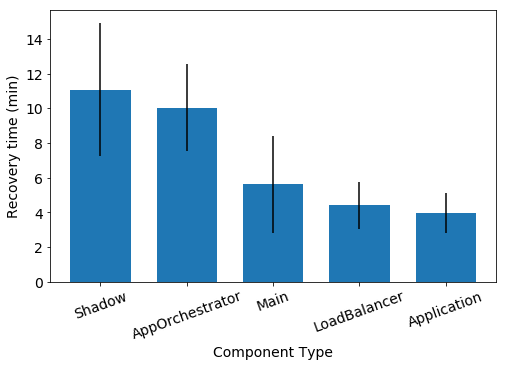 Recovery time (min)
14
12
10
8
6
4
2
0
Shadow
AppOrchestrator
Main
LoadBalancer
Application
Component Type